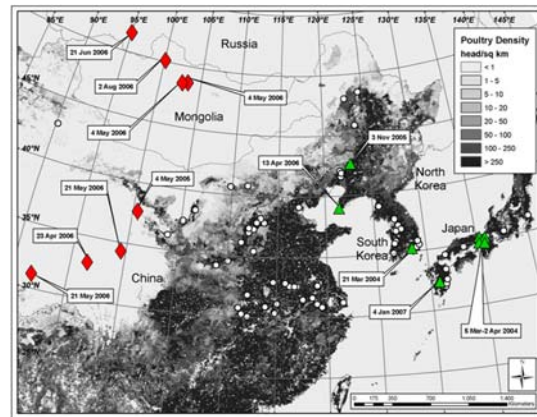 85°E
90°E
95°E
100°E
105°E
110°E
115°E
120°E
125°E
130°E
135°E
140°E
145°E
Russia
Poultry Density
head/sq km
< 1
1 - 5
5 - 10
10 - 20
20 - 50
50 - 100
100 - 250
> 250
21 Jun 2006
2 Aug 2006
4 May 2006
4 May 2006
Mongolia
45°N
3 Nov 2005
13 Apr 2006
North
Korea
40°N
4 May 2005
21 May 2006
35°N
Japan
South
Korea
23 Apr 2006
China
21 Mar 2004
30°N
21 May 2006
4 Jan 2007
5 Mar-2 Apr 2004
Kilometers